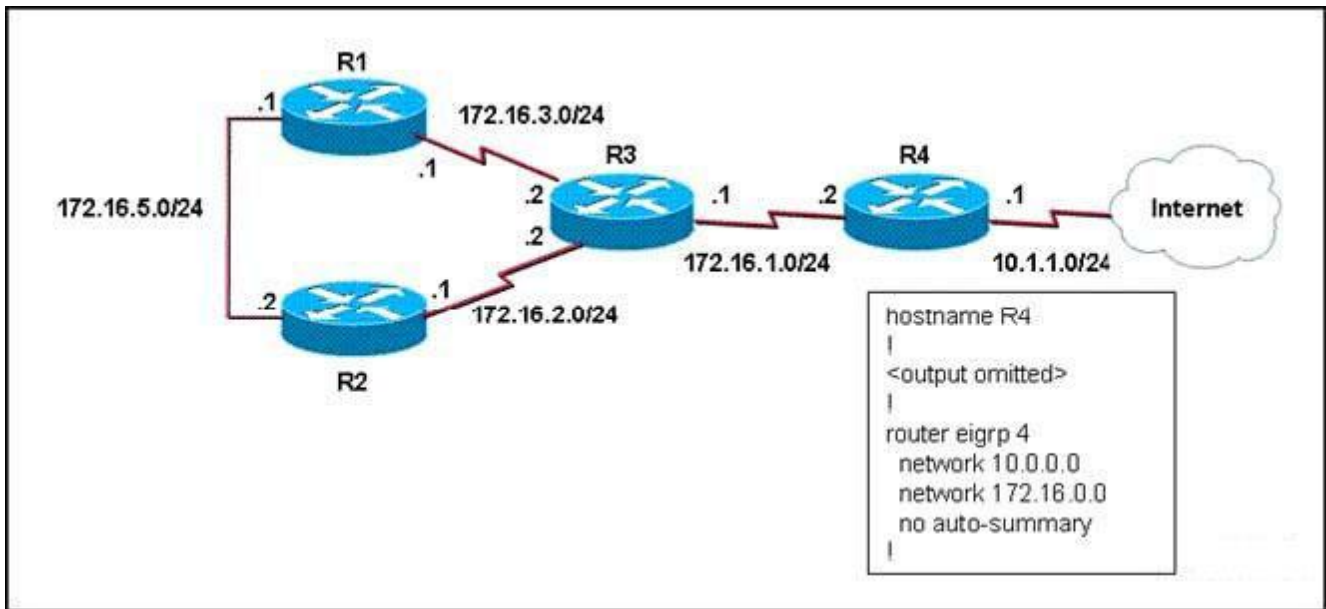 R1
.1
172.16.3.0/24
.1
R3
R4
172.16.5.0/24
.2
.1
.2
.1
Internet
.2
172.16.1.0/24
10.1.1.0/24
.2
.1
172.16.2.0/24
R2
hostname R4
!
<output omitted>
!
router eigrp 4
network 10.0.0.0
network 172.16.0.0
no auto-summary
!